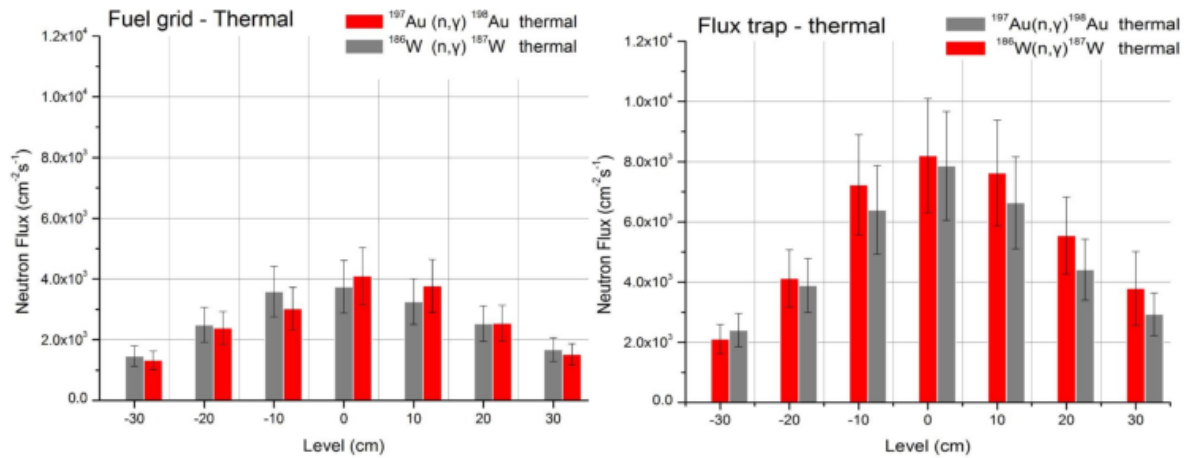 Fuel grid - Thermal
¹⁹⁷Au (n,γ) ¹⁹⁸Au thermal
¹⁸⁶W (n,γ) ¹⁸⁷W thermal
1.2x10⁴
1.0x10⁴
8.0x10³
6.0x10³
4.0x10³
2.0x10³
0.0
Neutron Flux (cm⁻²s⁻¹)
-30 -20 -10 0 10 20 30
Level (cm)
Flux trap - thermal
¹⁹⁷Au(n,γ)¹⁹⁸Au thermal
¹⁸⁶W(n,γ)¹⁸⁷W thermal
1.2x10⁴
1.0x10⁴
8.0x10³
6.0x10³
4.0x10³
2.0x10³
0.0
Neutron Flux (cm⁻²s⁻¹)
-30 -20 -10 0 10 20 30
Level (cm)